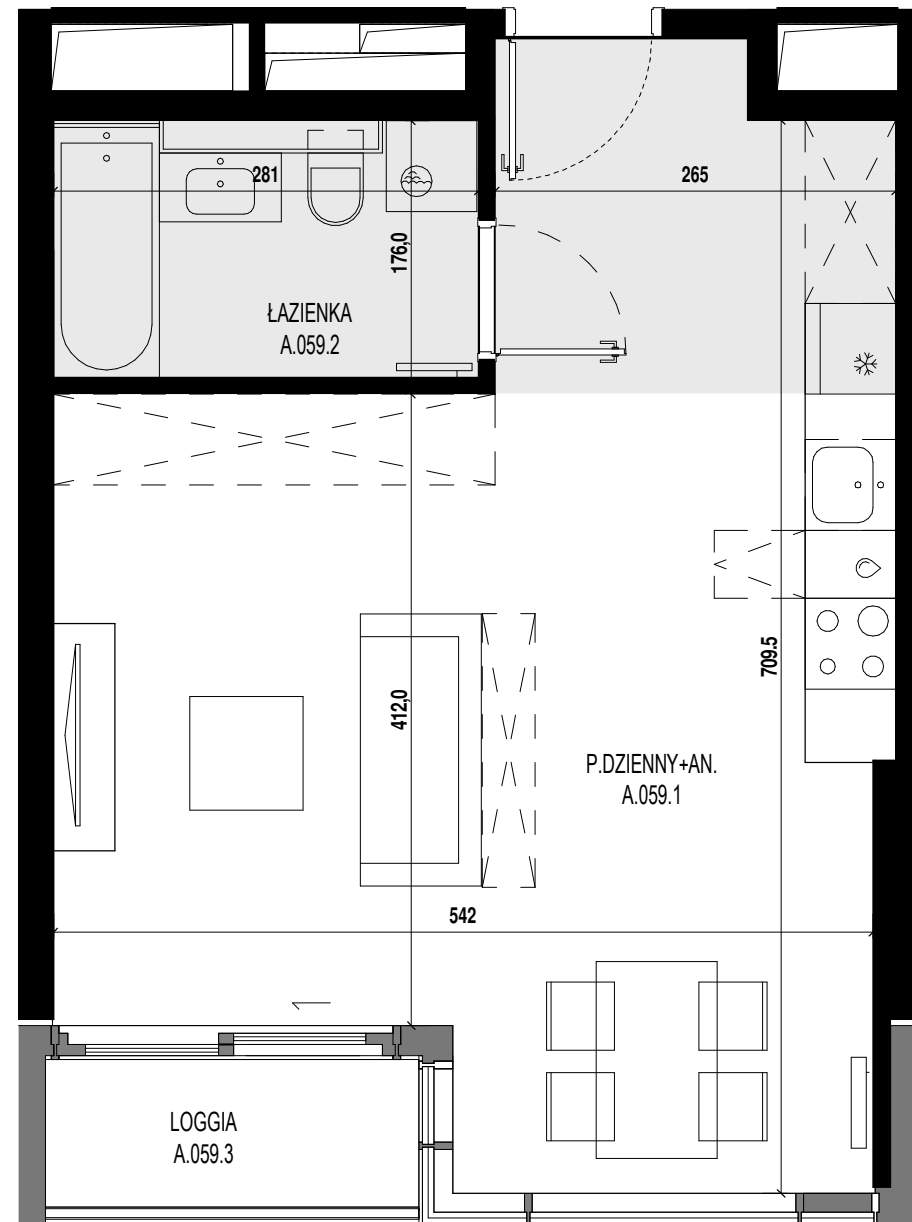 281
265
176,0
ŁAZIENKA
A.059.2
412,0
709.5
P.DZIENNY+AN.
A.059.1
542
LOGGIA
A.059.3